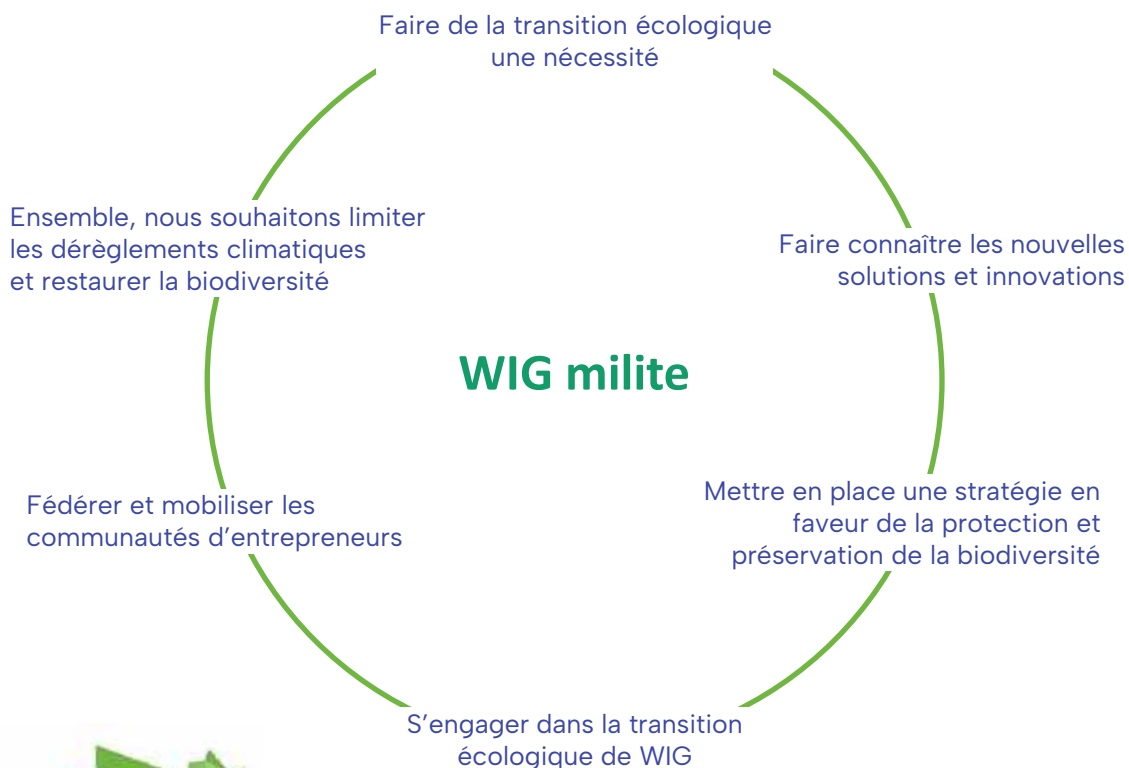 Faire de la transition écologique
une nécessité
Ensemble, nous souhaitons limiter
les dérèglements climatiques
et restaurer la biodiversité
Faire connaître les nouvelles
solutions et innovations
WIG milite
Fédérer et mobiliser les
communautés d’entrepreneurs
Mettre en place une stratégie en
faveur de la protection et
préservation de la biodiversité
S’engager dans la transition
écologique de WIG